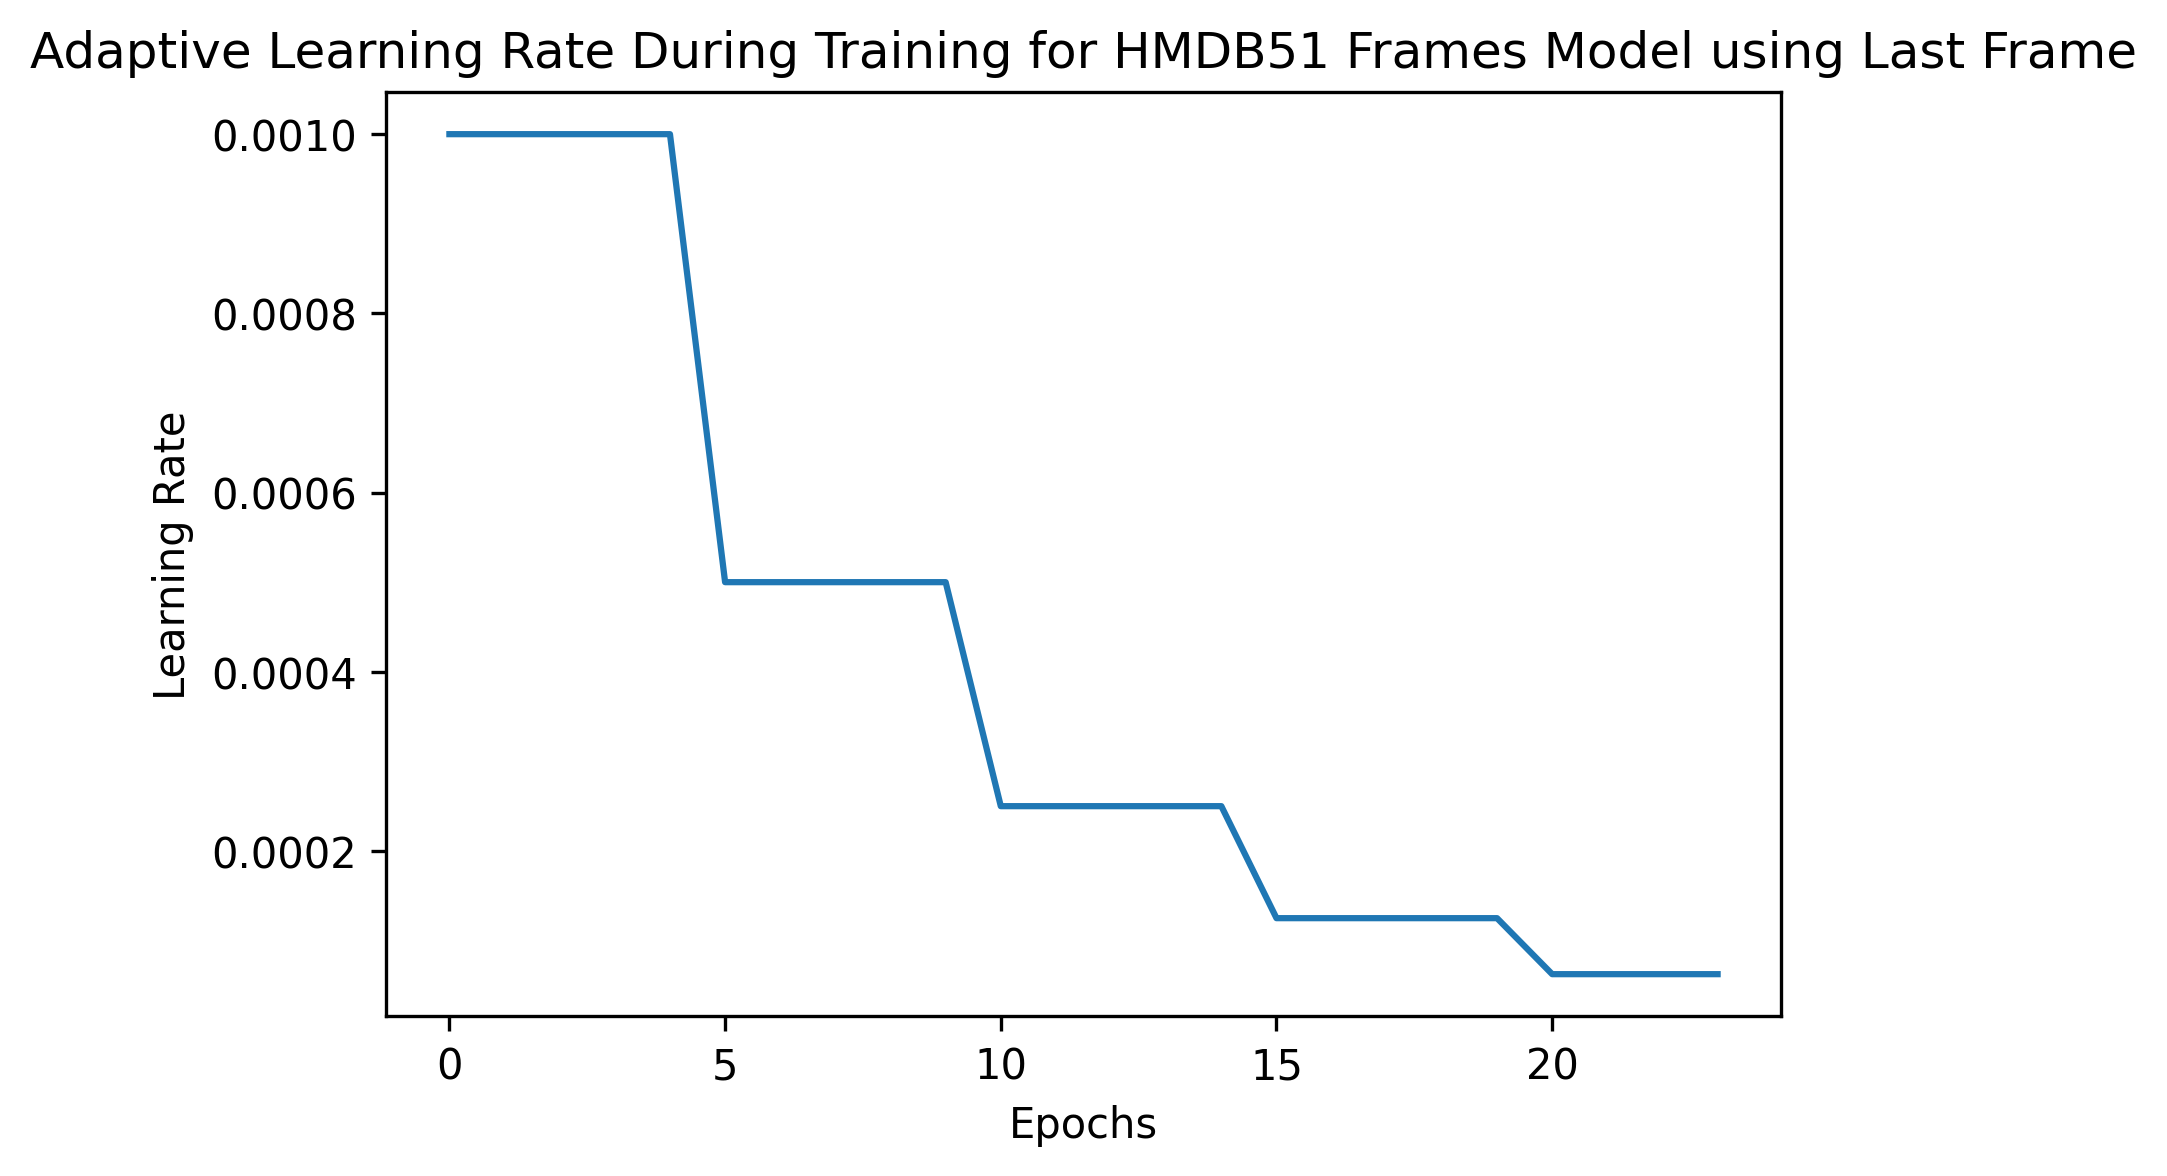 Adaptive Learning Rate During Training for HMDB51 Frames Model using Last Frame
0.0010
0.0008
0.0006
0.0004
0.0002
Learning Rate
0 5 10 15 20
Epochs